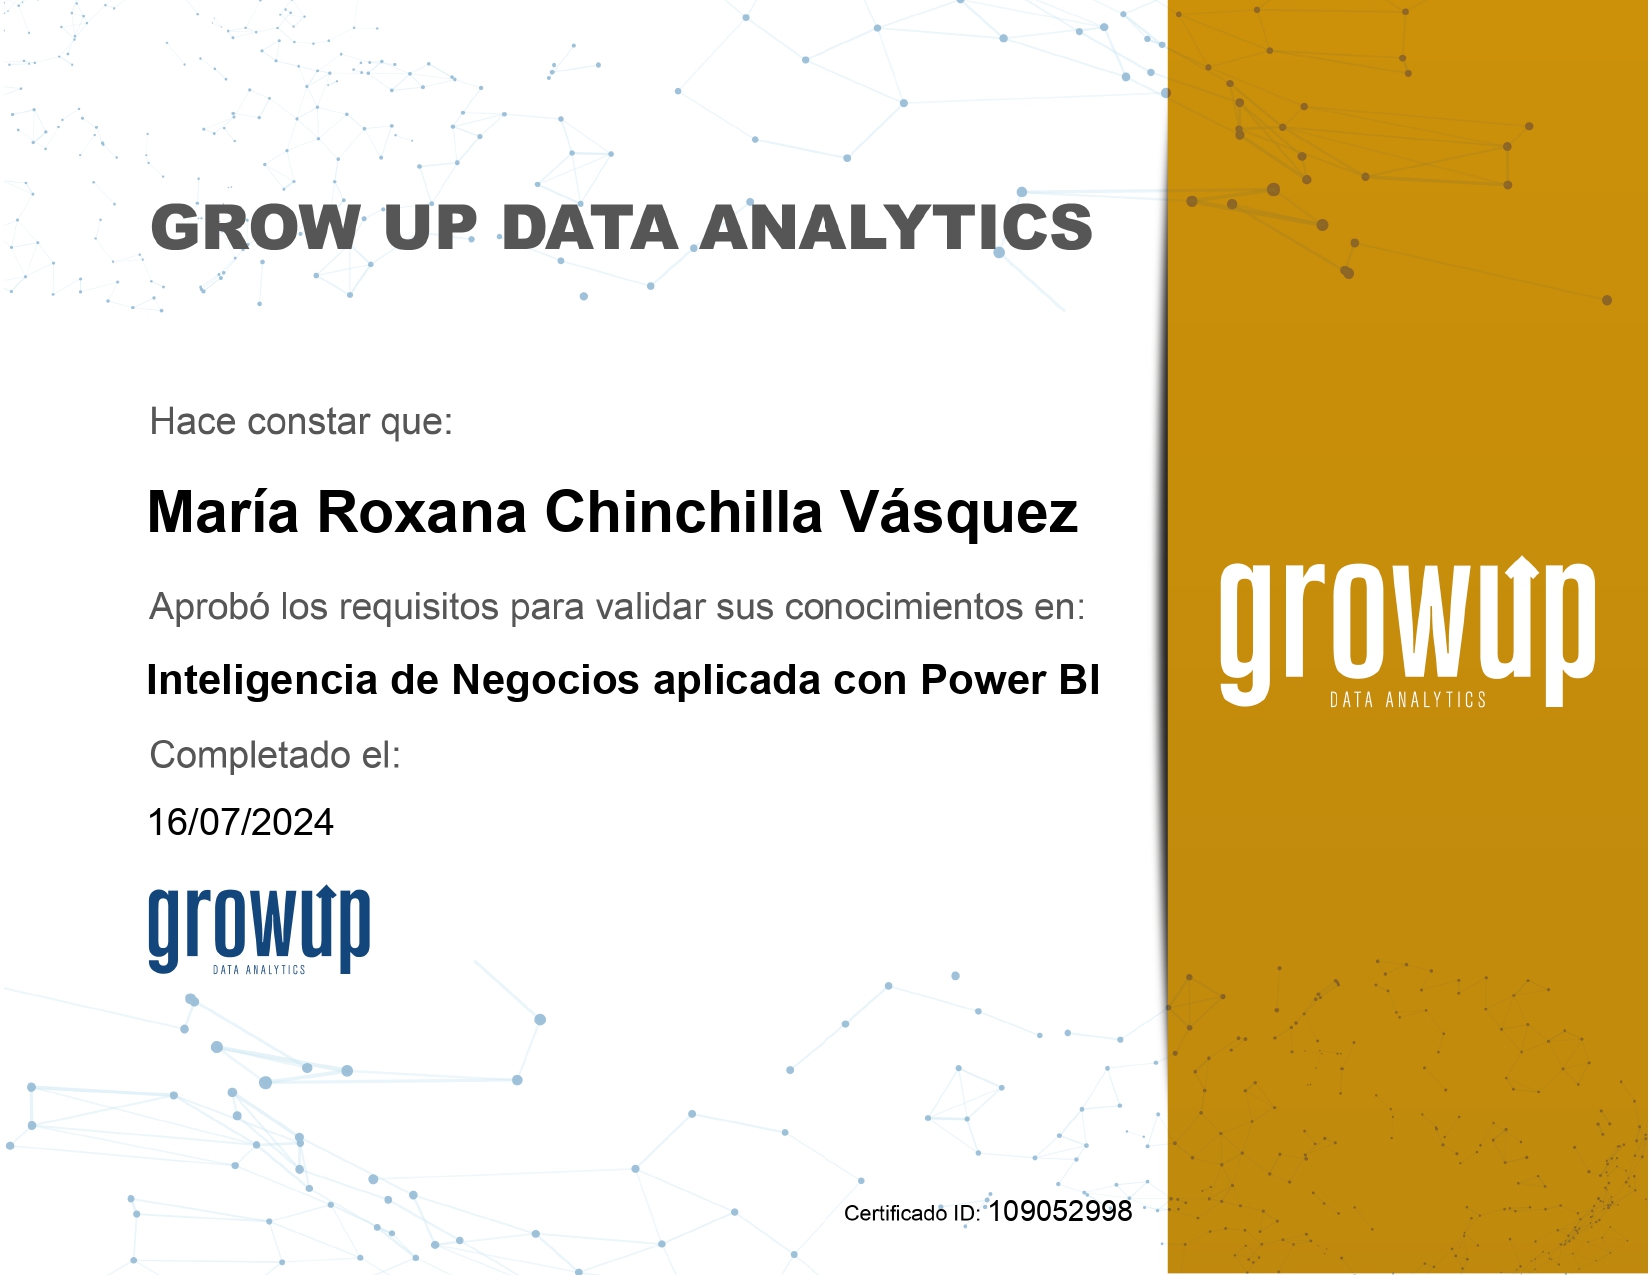 GROW UP DATA ANALYTICS
Hace constar que:
María Roxana Chinchilla Vásquez
Aprobó los requisitos para validar sus conocimientos en:
Inteligencia de Negocios aplicada con Power BI
Completado el:
16/07/2024
growup
DATA ANALYTICS
growup
DATA ANALYTICS
Certificado ID: 109052998